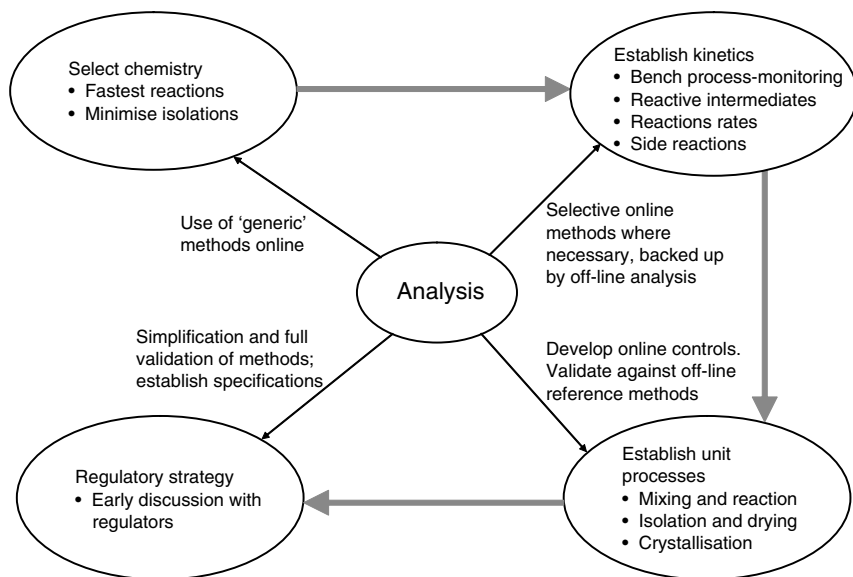 Select chemistry
• Fastest reactions
• Minimise isolations
Establish kinetics
• Bench process-monitoring
• Reactive intermediates
• Reactions rates
• Side reactions
Use of ‘generic’
methods online
Selective online
methods where
necessary, backed up
by off-line analysis
Analysis
Simplification and full
validation of methods;
establish specifications
Develop online controls.
Validate against off-line
reference methods
Regulatory strategy
• Early discussion with
regulators
Establish unit
processes
• Mixing and reaction
• Isolation and drying
• Crystallisation